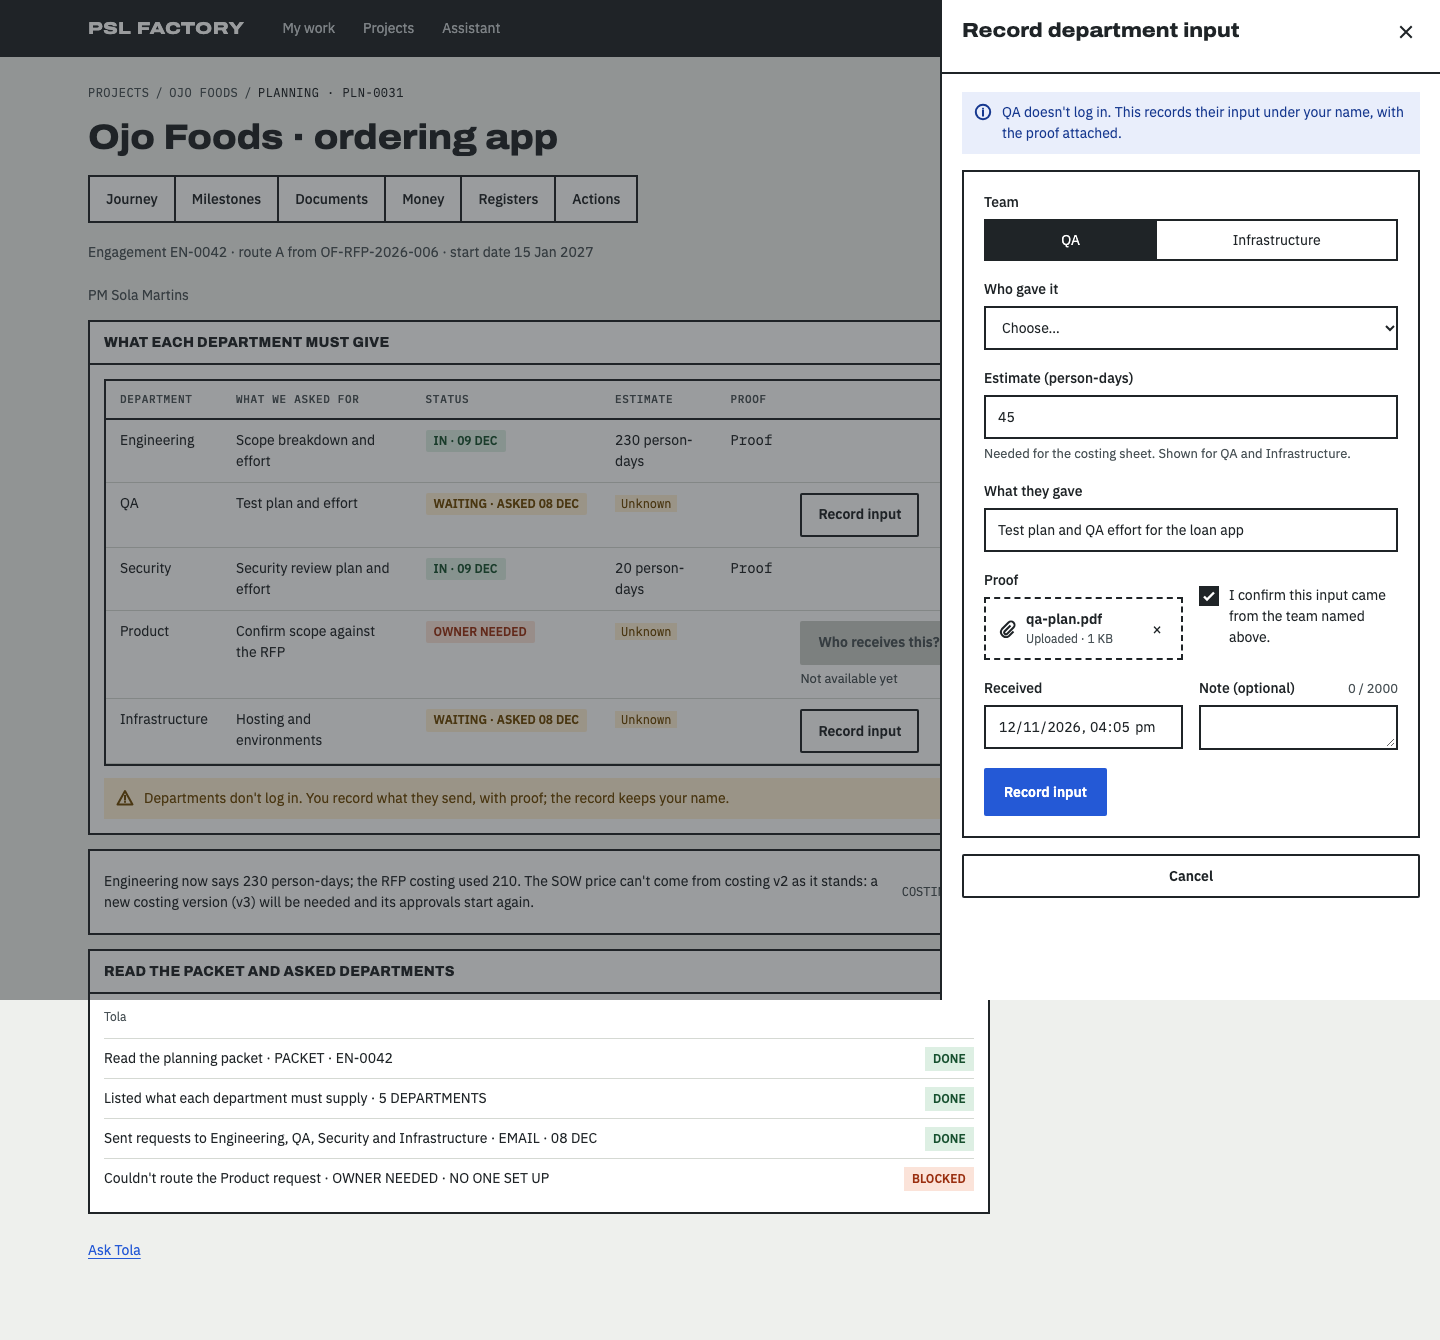 PSL FACTORY
My work
Projects
Assistant
PROJECTS / OJO FOODS / PLANNING · PLN-0031
Ojo Foods · ordering app
Journey
Milestones
Documents
Money
Registers
Actions
Engagement EN-0042 · route A from OF-RFP-2026-006 · start date 15 Jan 2027
PM Sola Martins
WHAT EACH DEPARTMENT MUST GIVE
DEPARTMENT
WHAT WE ASKED FOR
STATUS
ESTIMATE
PROOF
Engineering
Scope breakdown and
effort
IN · 09 DEC
230 person-
days
Proof
QA
Test plan and effort
WAITING · ASKED 08 DEC
Unknown
Record input
Security
Security review plan and
effort
IN · 09 DEC
20 person-
days
Proof
Product
Confirm scope against
the RFP
OWNER NEEDED
Unknown
Who receives this?
Not available yet
Infrastructure
Hosting and
environments
WAITING · ASKED 08 DEC
Unknown
Record input
Departments don't log in. You record what they send, with proof; the record keeps your name.
Engineering now says 230 person-days; the RFP costing used 210. The SOW price can't come from costing v2 as it stands: a
new costing version (v3) will be needed and its approvals start again.
READ THE PACKET AND ASKED DEPARTMENTS
Tola
Read the planning packet · PACKET · EN-0042
DONE
Listed what each department must supply · 5 DEPARTMENTS
DONE
Sent requests to Engineering, QA, Security and Infrastructure · EMAIL · 08 DEC
DONE
Couldn't route the Product request · OWNER NEEDED · NO ONE SET UP
BLOCKED
Ask Tola
Record department input
QA doesn't log in. This records their input under your name, with
the proof attached.
Team
QA
Infrastructure
Who gave it
Choose...
Estimate (person-days)
45
Needed for the costing sheet. Shown for QA and Infrastructure.
What they gave
Test plan and QA effort for the loan app
Proof
qa-plan.pdf
Uploaded · 1 KB
×
I confirm this input came
from the team named
above.
Received
12/11/2026, 04:05 pm
Note (optional)
0 / 2000
Record input
Cancel